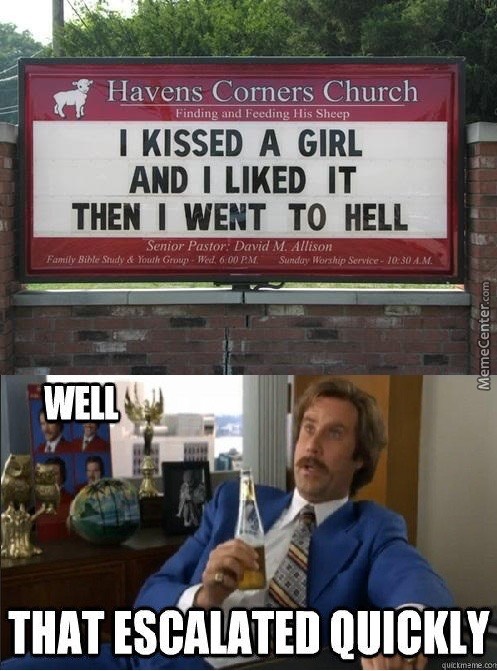 Havens Corners Church
Finding and Feeding His Sheep
I KISSED A GIRL
AND I LIKED IT
THEN I WENT TO HELL
Senior Pastor: David M. Allison
Family Bible Study & Youth Group - Wed. 6:00 P.M. Sunday Worship Service - 10:30 A.M.
MemeCenter.com
WELL
THAT ESCALATED QUICKLY
quickmeme.com